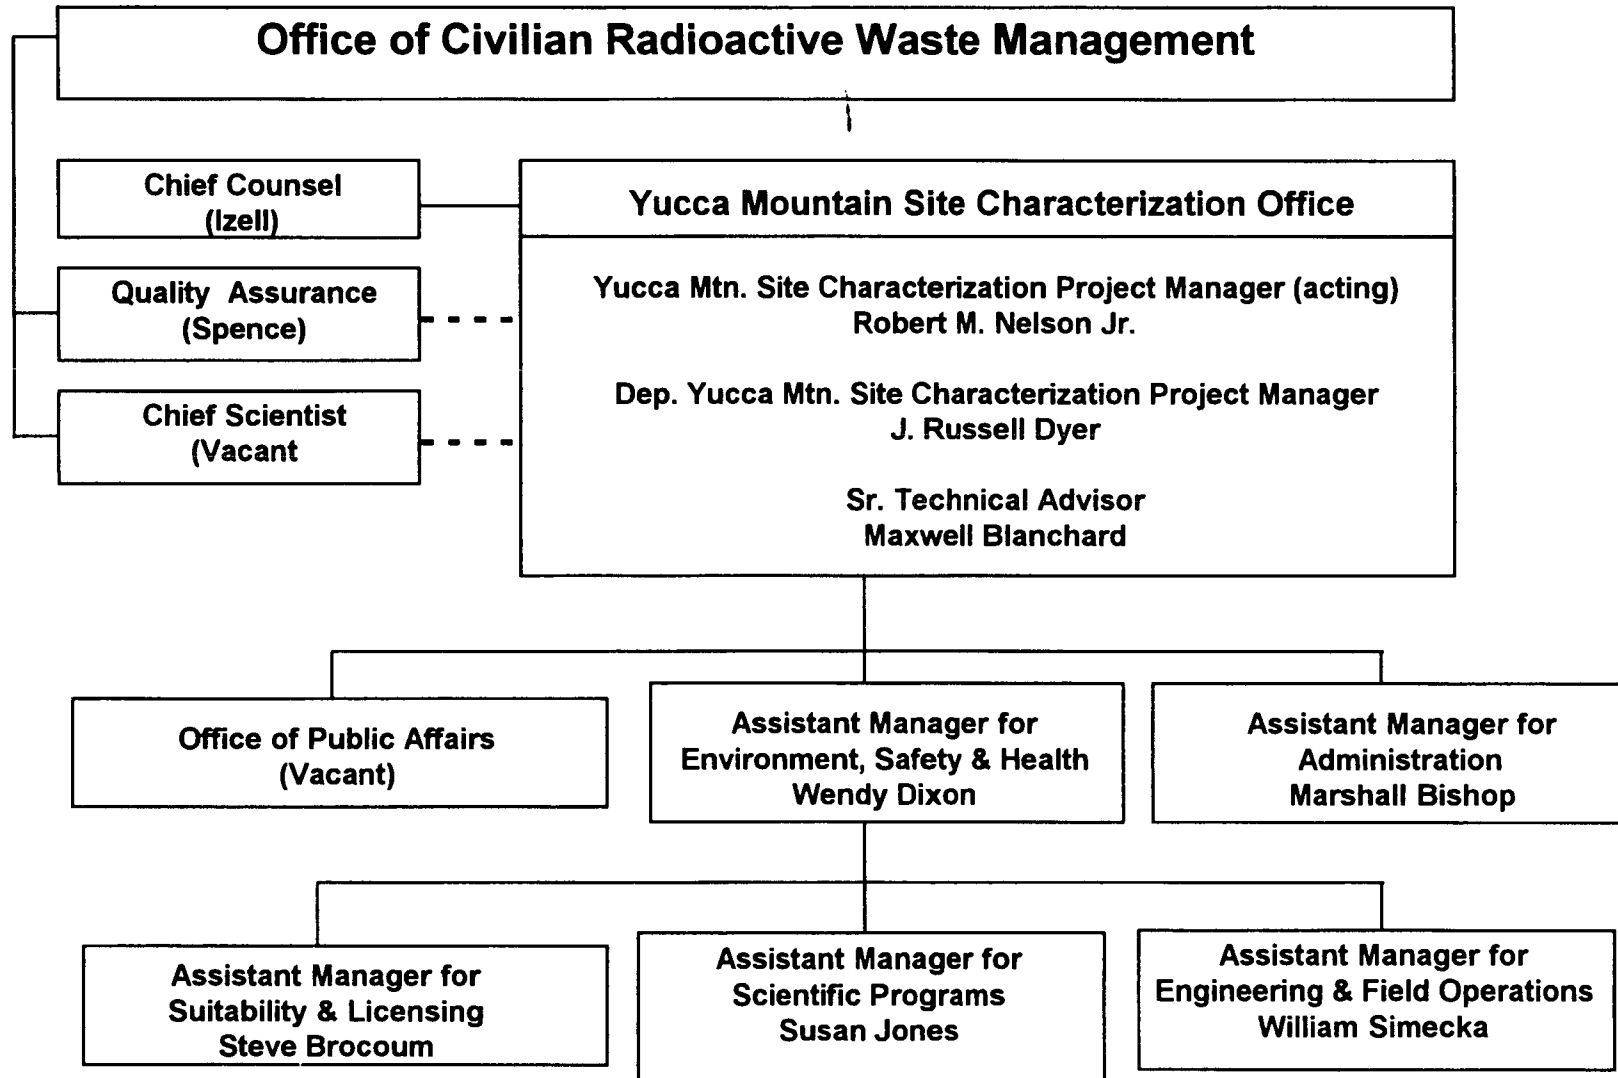 Office of Civilian Radioactive Waste Management
Chief Counsel
(Izell)
Quality Assurance
(Spence)
Chief Scientist
(Vacant
Yucca Mountain Site Characterization Office
Yucca Mtn. Site Characterization Project Manager (acting)
Robert M. Nelson Jr.
Dep. Yucca Mtn. Site Characterization Project Manager
J. Russell Dyer
Sr. Technical Advisor
Maxwell Blanchard
Office of Public Affairs
(Vacant)
Assistant Manager for
Environment, Safety & Health
Wendy Dixon
Assistant Manager for
Administration
Marshall Bishop
Assistant Manager for
Suitability & Licensing
Steve Brocoum
Assistant Manager for
Scientific Programs
Susan Jones
Assistant Manager for
Engineering & Field Operations
William Simecka